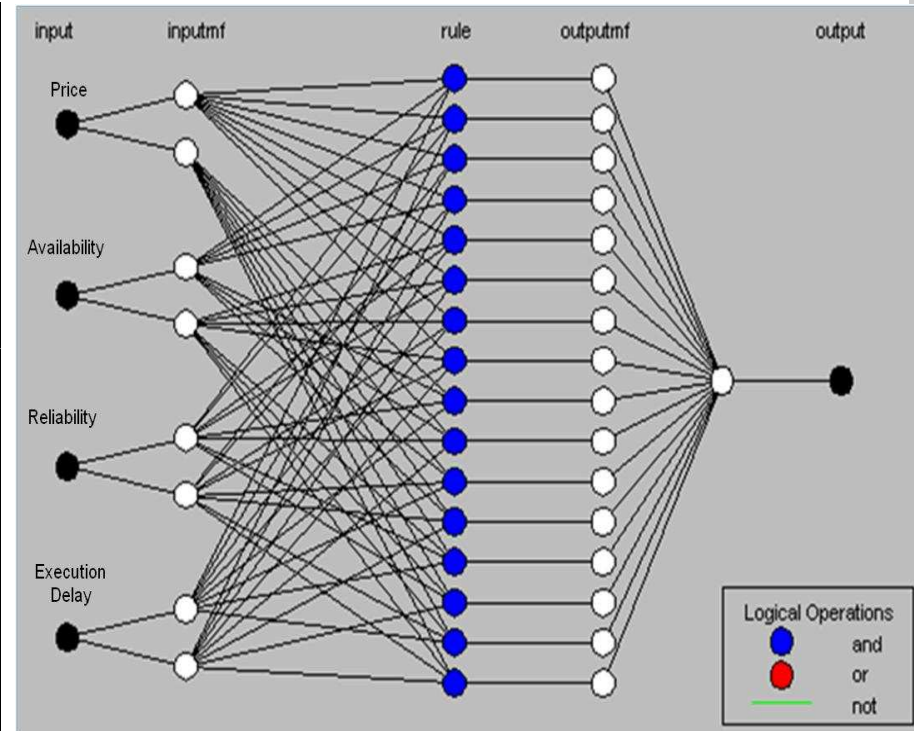 input inputmf rule outputmf output
Price
Availability
Reliability
Execution
Delay
Logical Operations
and
or
not